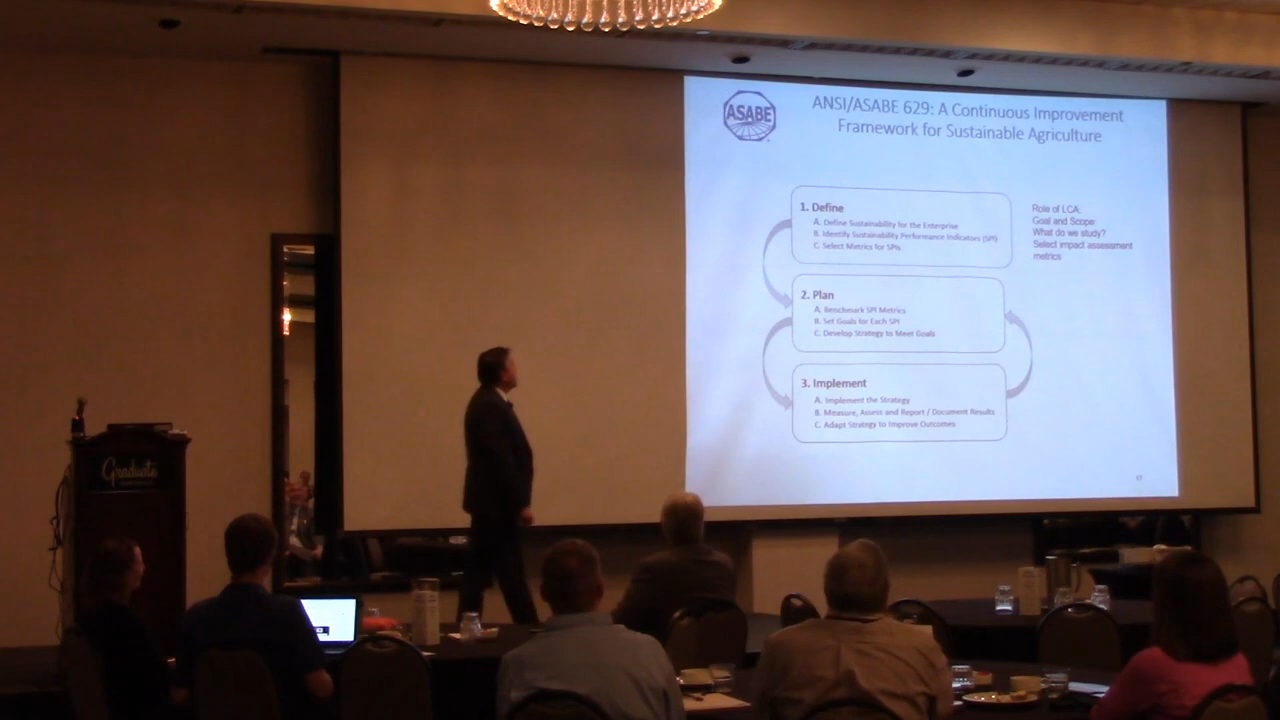 ASABE
ANSI/ASABE 629: A Continuous Improvement
Framework for Sustainable Agriculture
1. Define
A. Define Sustainability for the Enterprise
B. Identify Sustainability Performance Indicators (SPI)
C. Select Metrics for SPIs
Role of LCA:
Goal and Scope:
What do we study?
Select impact assessment
metrics
2. Plan
A. Benchmark SPI Metrics
B. Set Goals for Each SPI
C. Develop Strategy to Meet Goals
3. Implement
A. Implement the Strategy
B. Measure, Assess and Report / Document Results
C. Adapt Strategy to Improve Outcomes
17
Graduate